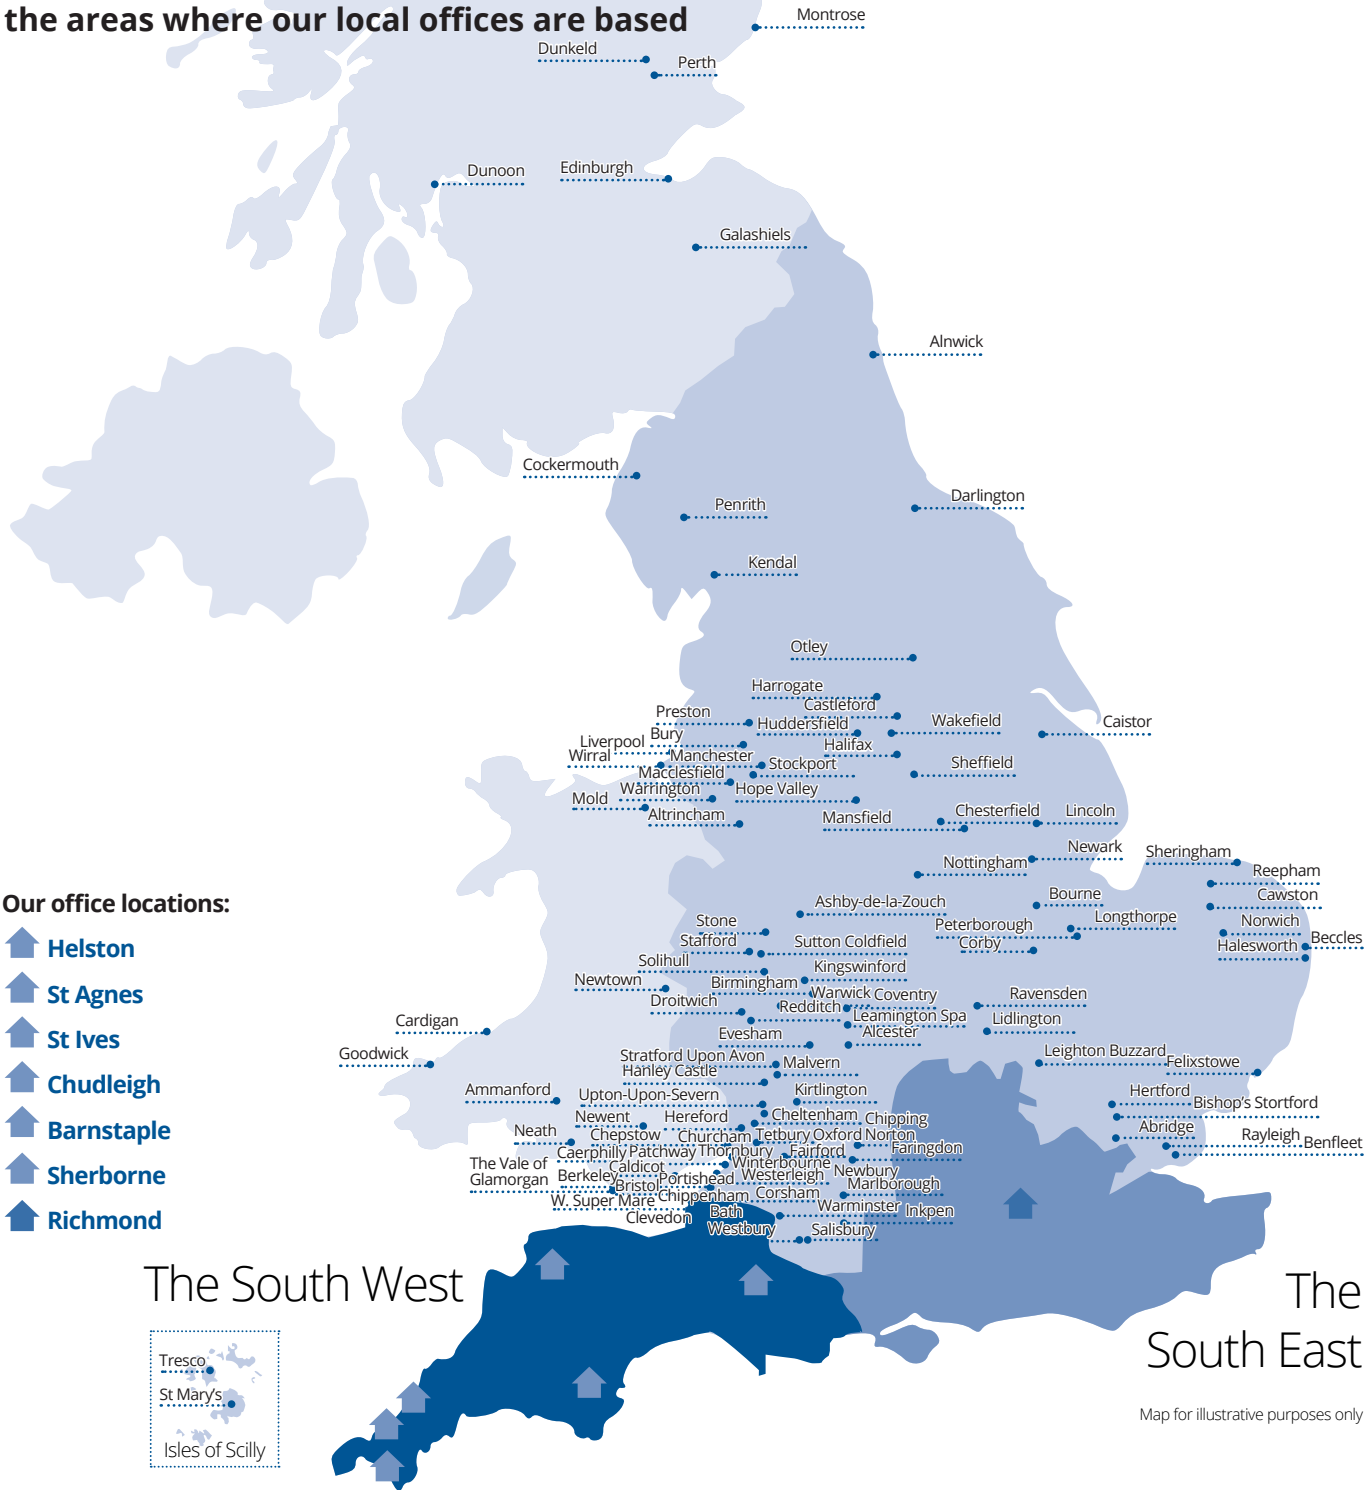 the areas where our local offices are based
Montrose
Dunkeld
Perth
Dunoon
Edinburgh
Galashiels
Alnwick
Cockermouth
Darlington
Penrith
Kendal
Otley
Harrogate
Castleford
Preston
Huddersfield
Wakefield
Caistor
Bury
Liverpool
Halifax
Wirral
Manchester
Stockport
Sheffield
Macclesfield
Warrington
Hope Valley
Mold
Altrincham
Mansfield
Chesterfield
Lincoln
Newark
Sheringham
Nottingham
Reepham
Cawston
Bourne
Ashby-de-la-Zouch
Longthorpe
Norwich
Stone
Peterborough
Beccles
Stafford
Sutton Coldfield
Corby
Halesworth
Solihull
Kingswinford
Newtown
Birmingham
Warwick
Coventry
Ravensden
Droitwich
Redditch
Leamington Spa
Lidlington
Cardigan
Evesham
Alcester
Goodwick
Stratford Upon Avon
Malvern
Leighton Buzzard
Felixstowe
Hanley Castle
Ammanford
Upton-Upon-Severn
Kirtlington
Hertford
Bishop's Stortford
Newent
Hereford
Cheltenham
Chipping
Norton
Abridge
Neath
Chepstow
Churcham
Tetbury
Oxford
Rayleigh
Benfleet
Caerphilly
Patchway
Thornbury
Fairford
Faringdon
The Vale of
Glamorgan
Caldicot
Winterbourne
Newbury
Berkeley
Bristol
Portishead
Westerleigh
Marlborough
W. Super Mare
Chippenham
Corsham
Warminster
Inkpen
Clevedon
Bath
Westbury
Salisbury
Our office locations:
Helston
St Agnes
St Ives
Chudleigh
Barnstaple
Sherborne
Richmond
The South West
The
South East
Tresco
St Mary's
Isles of Scilly
Map for illustrative purposes only